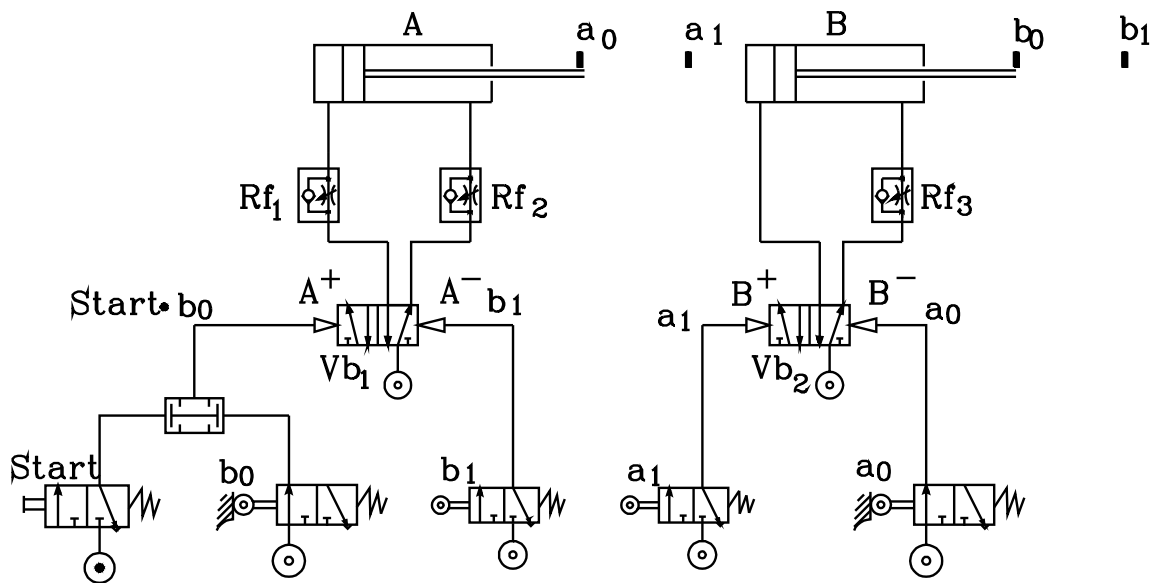 A a₀ a₁ B b₀ b₁
Rf₁ Rf₂ Rf₃
A⁺ A⁻ B⁺ B⁻
Start•b₀ b₁ a₁ a₀
Vb₁ Vb₂
Start b₀ b₁ a₁ a₀